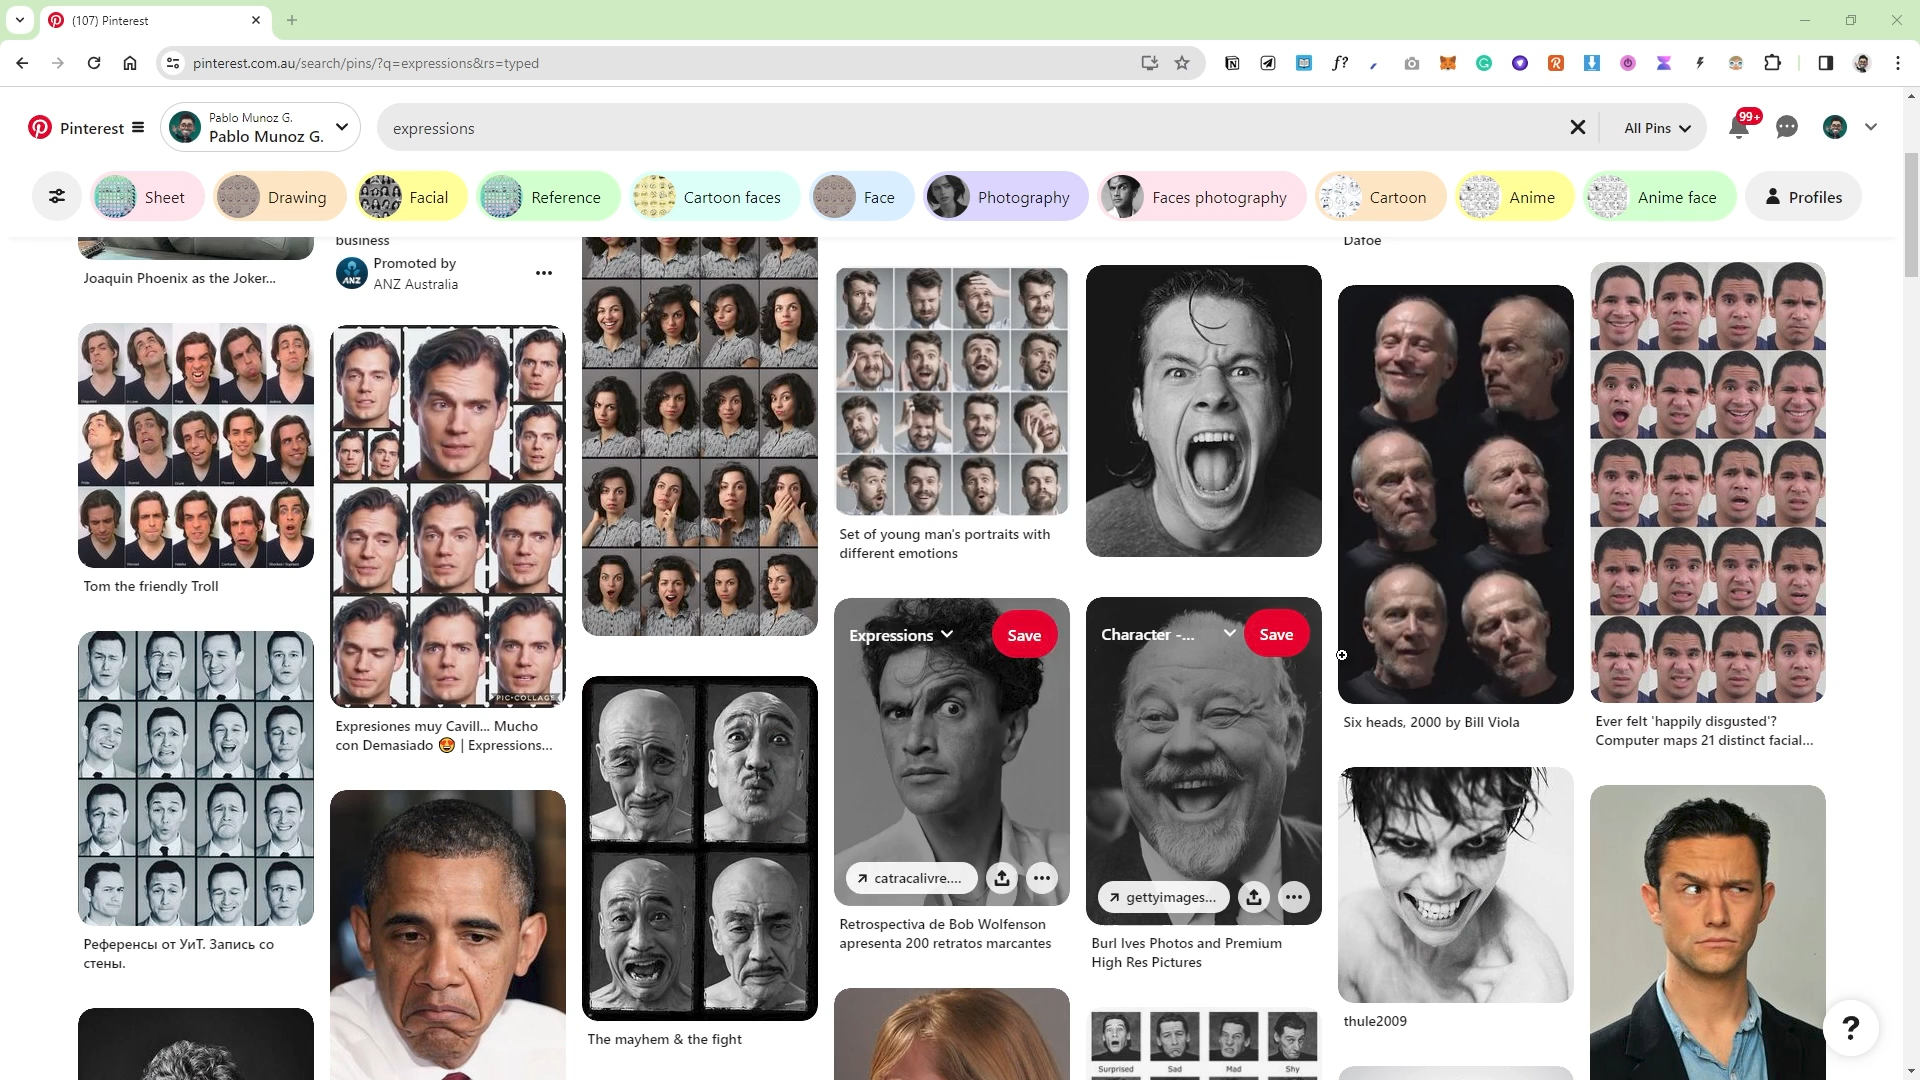 (107) Pinterest
pinterest.com.au/search/pins/?q=expressions&rs=typed
Pinterest
Pablo Munoz G.
Pablo Munoz G.
expressions
All Pins
99+
Sheet
Drawing
Facial
Reference
Cartoon faces
Face
Photography
Faces photography
Cartoon
Anime
Anime face
Profiles
Joaquin Phoenix as the Joker...
Tom the friendly Troll
Референсы от УиТ. Запись со
стены.
business
ANZ
Promoted by
ANZ Australia
PIC•COLLAGE
Expresiones muy Cavill... Mucho
con Demasiado 🤩 | Expressions...
The mayhem & the fight
Set of young man's portraits with
different emotions
Expressions
Save
catracalivre....
Retrospectiva de Bob Wolfenson
apresenta 200 retratos marcantes
Character -...
Save
gettyimages...
Burl Ives Photos and Premium
High Res Pictures
Surprised
Sad
Mad
Shy
Dafoe
Six heads, 2000 by Bill Viola
thule2009
Ever felt 'happily disgusted'?
Computer maps 21 distinct facial...
?